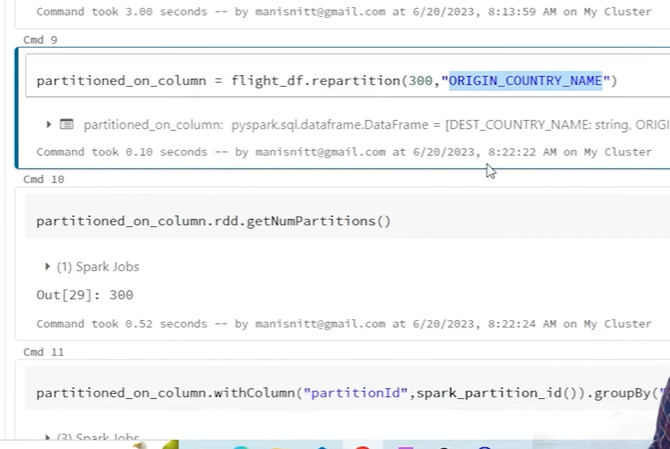 Command took 3.00 seconds -- by manisnitt@gmail.com at 6/20/2023, 8:13:59 AM on My Cluster
Cmd 9
partitioned_on_column = flight_df.repartition(300,"ORIGIN_COUNTRY_NAME")
partitioned_on_column: pyspark.sql.dataframe.DataFrame = [DEST_COUNTRY_NAME: string, ORIGI
Command took 0.10 seconds -- by manisnitt@gmail.com at 6/20/2023, 8:22:22 AM on My Cluster
Cmd 10
partitioned_on_column.rdd.getNumPartitions()
(1) Spark Jobs
Out[29]: 300
Command took 0.52 seconds -- by manisnitt@gmail.com at 6/20/2023, 8:22:24 AM on My Cluster
Cmd 11
partitioned_on_column.withColumn("partitionId",spark_partition_id()).groupBy("
(3) Spark Jobs